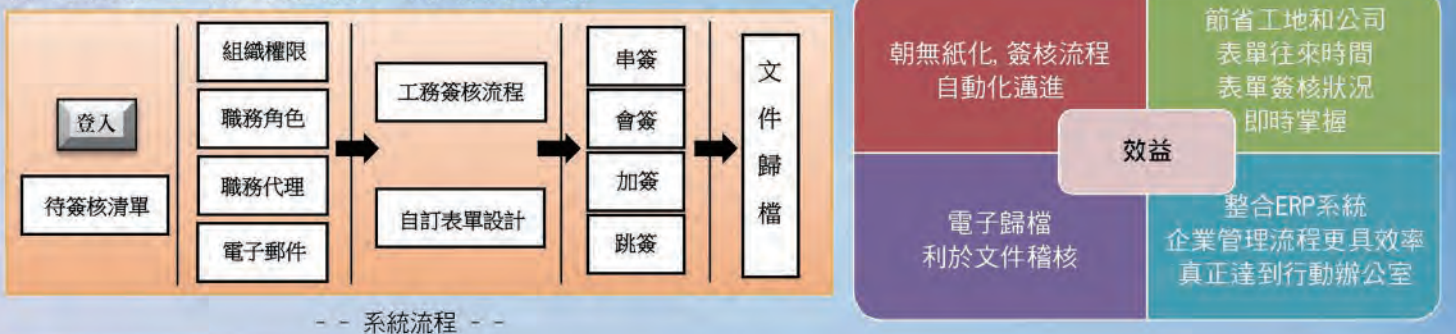 登入
待簽核清單
組織權限
職務角色
職務代理
電子郵件
工務簽核流程
自訂表單設計
串簽
會簽
加簽
跳簽
文
件
歸
檔
- - 系統流程 - -
朝無紙化, 簽核流程
自動化邁進
節省工地和公司
表單往來時間
表單簽核狀況
即時掌握
效益
電子歸檔
利於文件稽核
整合ERP系統
企業管理流程更具效率
真正達到行動辦公室